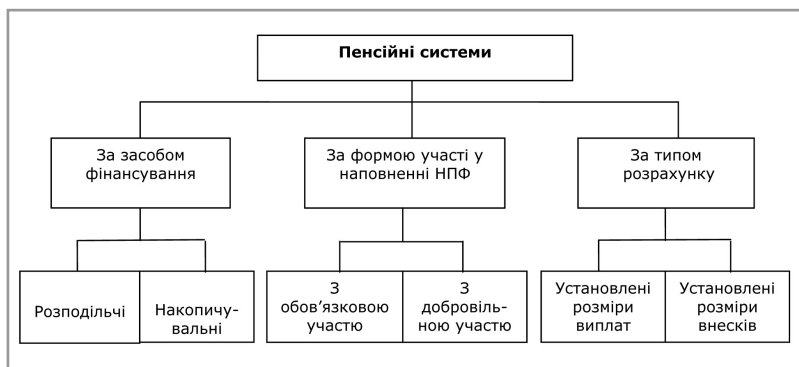 Пенсійні системи
За засобом
фінансування
За формою участі у
наповненні НПФ
За типом
розрахунку
Розподільчі
Накопичу-
вальні
З
обов’язковою
участю
З
добровіль-
ною участю
Установлені
розміри
виплат
Установлені
розміри
внесків